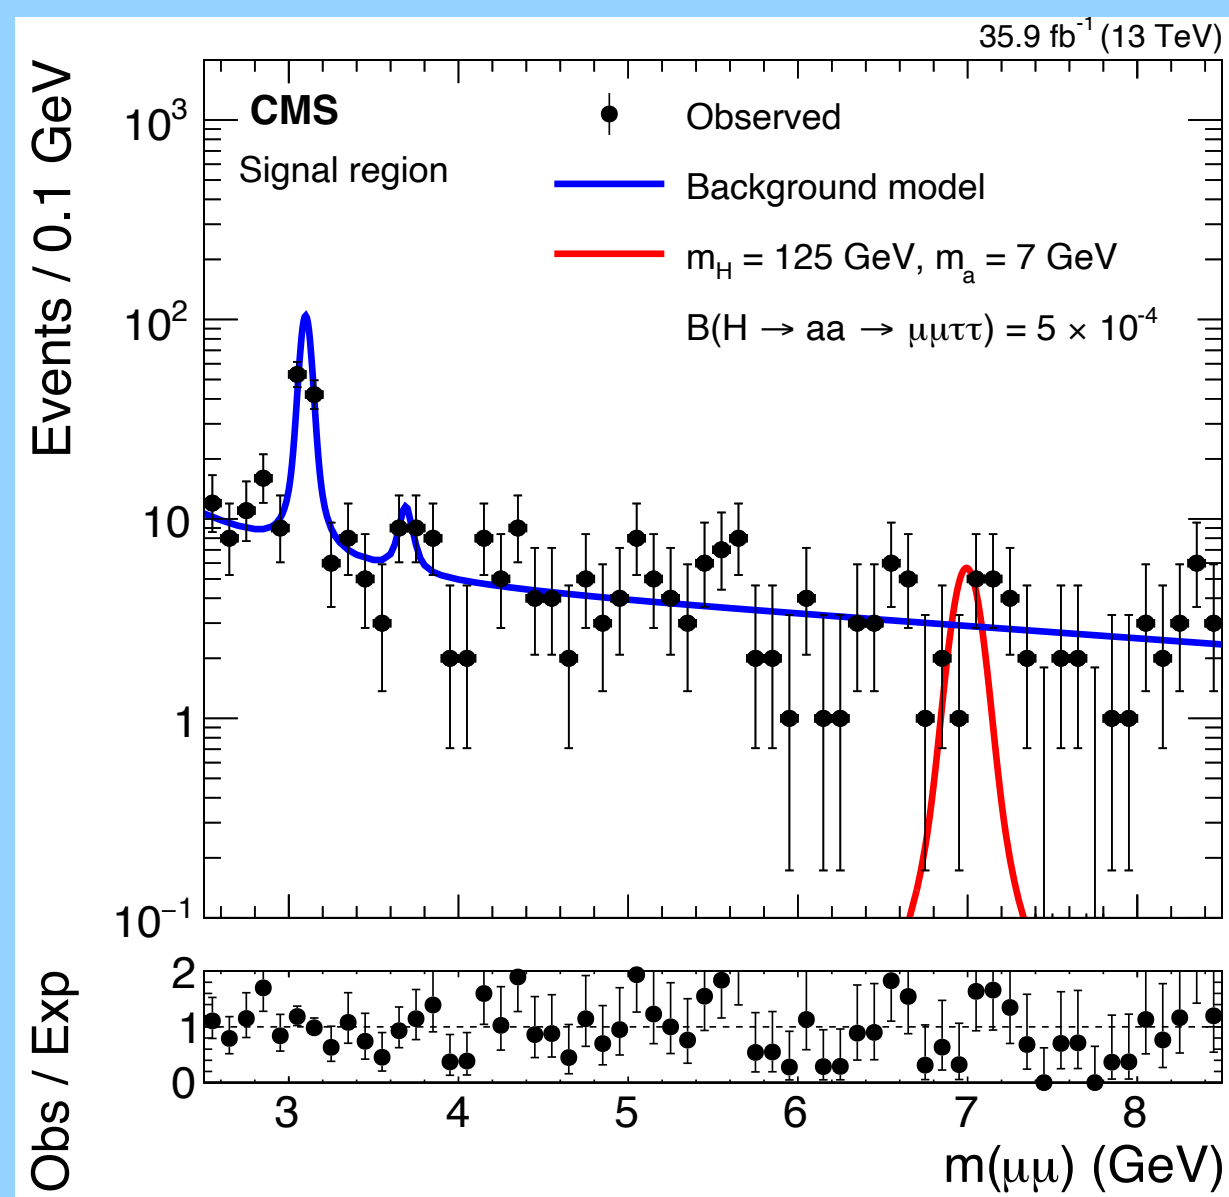 35.9 fb⁻¹ (13 TeV)
Events / 0.1 GeV
10³
10²
10
1
10⁻¹
CMS
Signal region
Observed
Background model
m_H = 125 GeV, m_a = 7 GeV
B(H → aa → μμττ) = 5 × 10⁻⁴
Obs / Exp
2
1
0
3 4 5 6 7 8
m(μμ) (GeV)